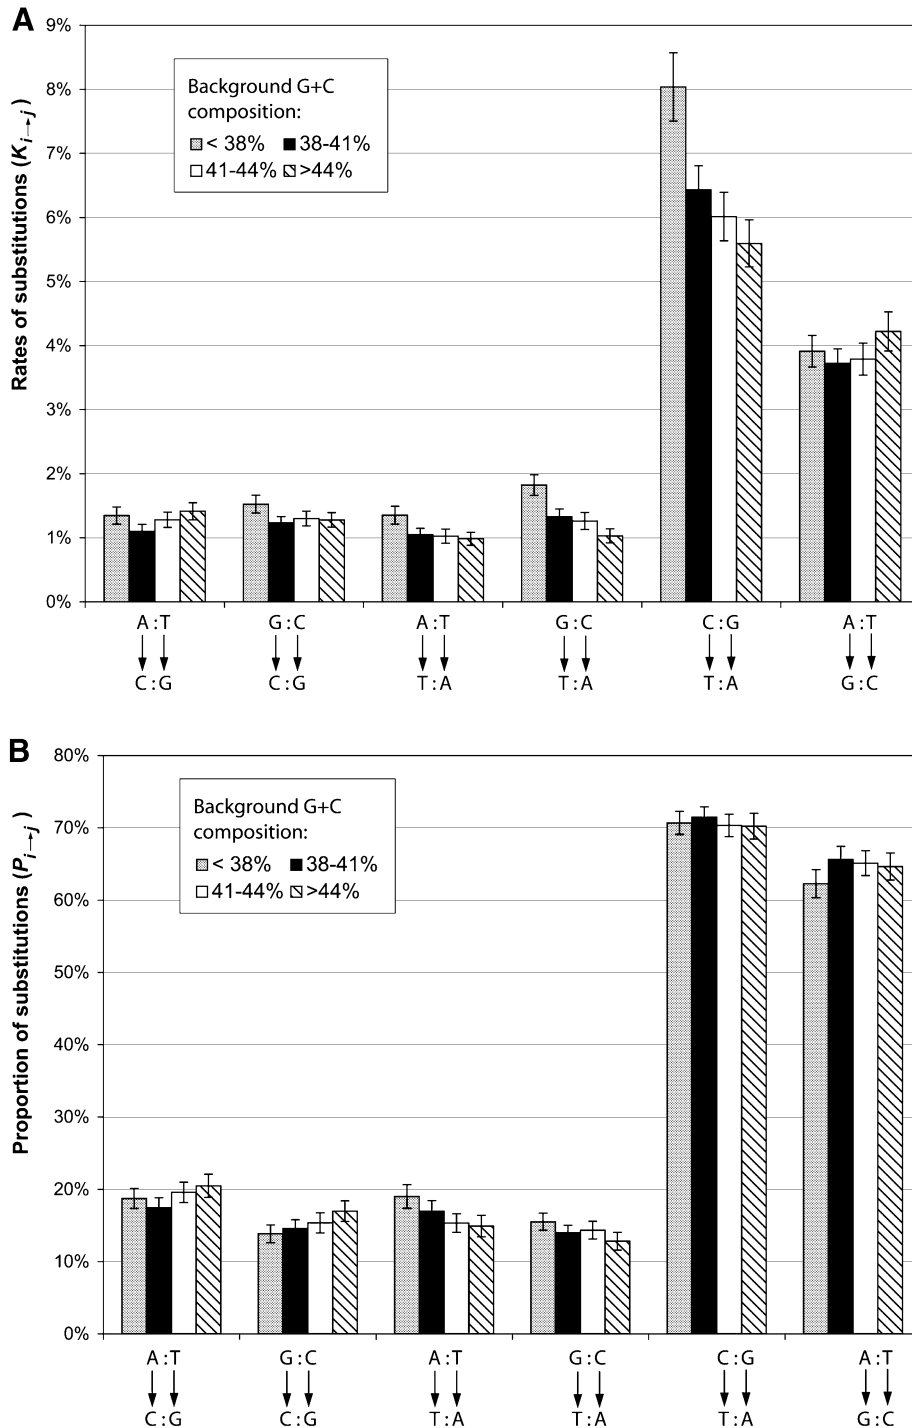 A
9%
8%
7%
6%
5%
4%
3%
2%
1%
0%
Rates of substitutions (K i→j)
Background G+C
composition:
< 38% 38-41%
41-44% >44%
A:T G:C A:T G:C C:G A:T
C:G C:G T:A T:A T:A G:C
B
80%
70%
60%
50%
40%
30%
20%
10%
0%
Proportion of substitutions (P i→j)
Background G+C
composition:
< 38% 38-41%
41-44% >44%
A:T G:C A:T G:C C:G A:T
C:G C:G T:A T:A T:A G:C